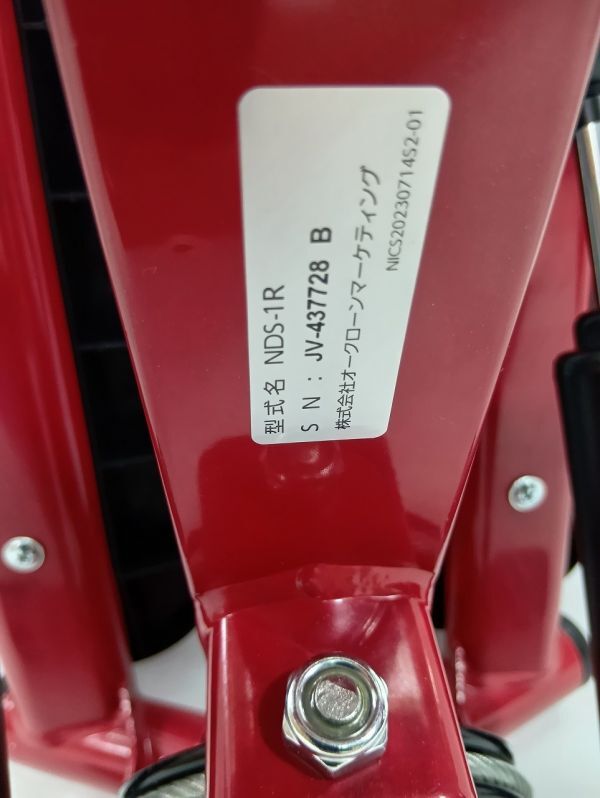 型式名 NDS-1R
S N : JV-437728 B
株式会社オークローンマーケティング
NICS20230714S2-01